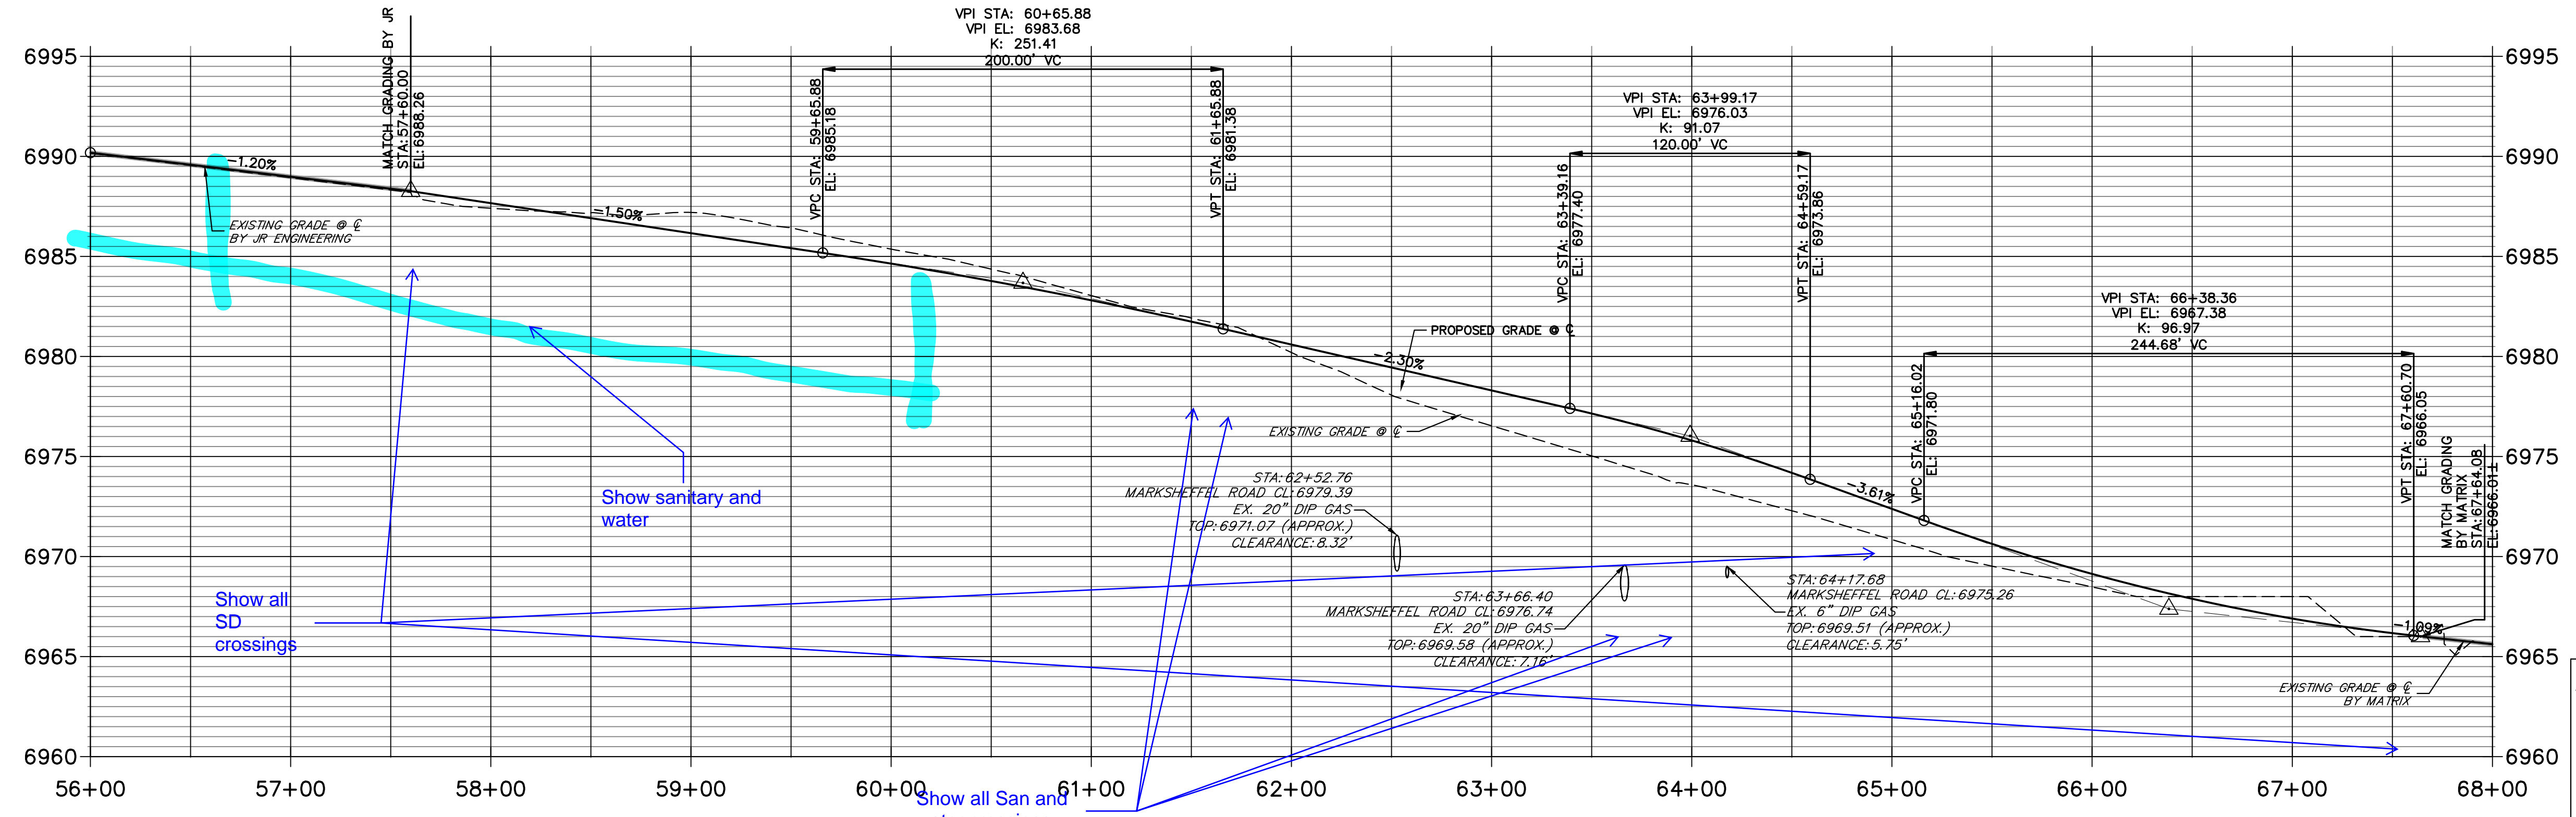 MATCH GRADING BY JR
STA:57+60.00
EL:6988.26
VPI STA: 60+65.88
VPI EL: 6983.68
K: 251.41
200.00' VC
VPC STA: 59+65.88
EL: 6985.18
VPT STA: 61+65.88
EL: 6981.38
VPI STA: 63+99.17
VPI EL: 6976.03
K: 91.07
120.00' VC
VPC STA: 63+39.16
EL: 6977.40
VPT STA: 64+59.17
EL: 6973.86
VPI STA: 66+38.36
VPI EL: 6967.38
K: 96.97
244.68' VC
VPC STA: 65+16.02
EL: 6971.80
VPT STA: 67+60.70
EL: 6966.05
MATCH GRADING
BY MATRIX
STA:67+64.08
EL:6966.01±
6995
6990
6985
6980
6975
6970
6965
6960
6995
6990
6985
6980
6975
6970
6965
6960
-1.20%
-1.50%
-2.30%
-3.61%
-1.09%
EXISTING GRADE @ ℄
BY JR ENGINEERING
PROPOSED GRADE @ ℄
EXISTING GRADE @ ℄
STA:62+52.76
MARKSHEFFEL ROAD CL:6979.39
EX. 20" DIP GAS
TOP:6971.07 (APPROX.)
CLEARANCE:8.32'
STA:63+66.40
MARKSHEFFEL ROAD CL:6976.74
EX. 20" DIP GAS
TOP:6969.58 (APPROX.)
CLEARANCE:7.16'
STA:64+17.68
MARKSHEFFEL ROAD CL:6975.26
EX. 6" DIP GAS
TOP:6969.51 (APPROX.)
CLEARANCE:5.75'
EXISTING GRADE @ ℄
BY MATRIX
Show sanitary and
water
Show all
SD
crossings
56+00 57+00 58+00 59+00 60+00 61+00 62+00 63+00 64+00 65+00 66+00 67+00 68+00
Show all San and